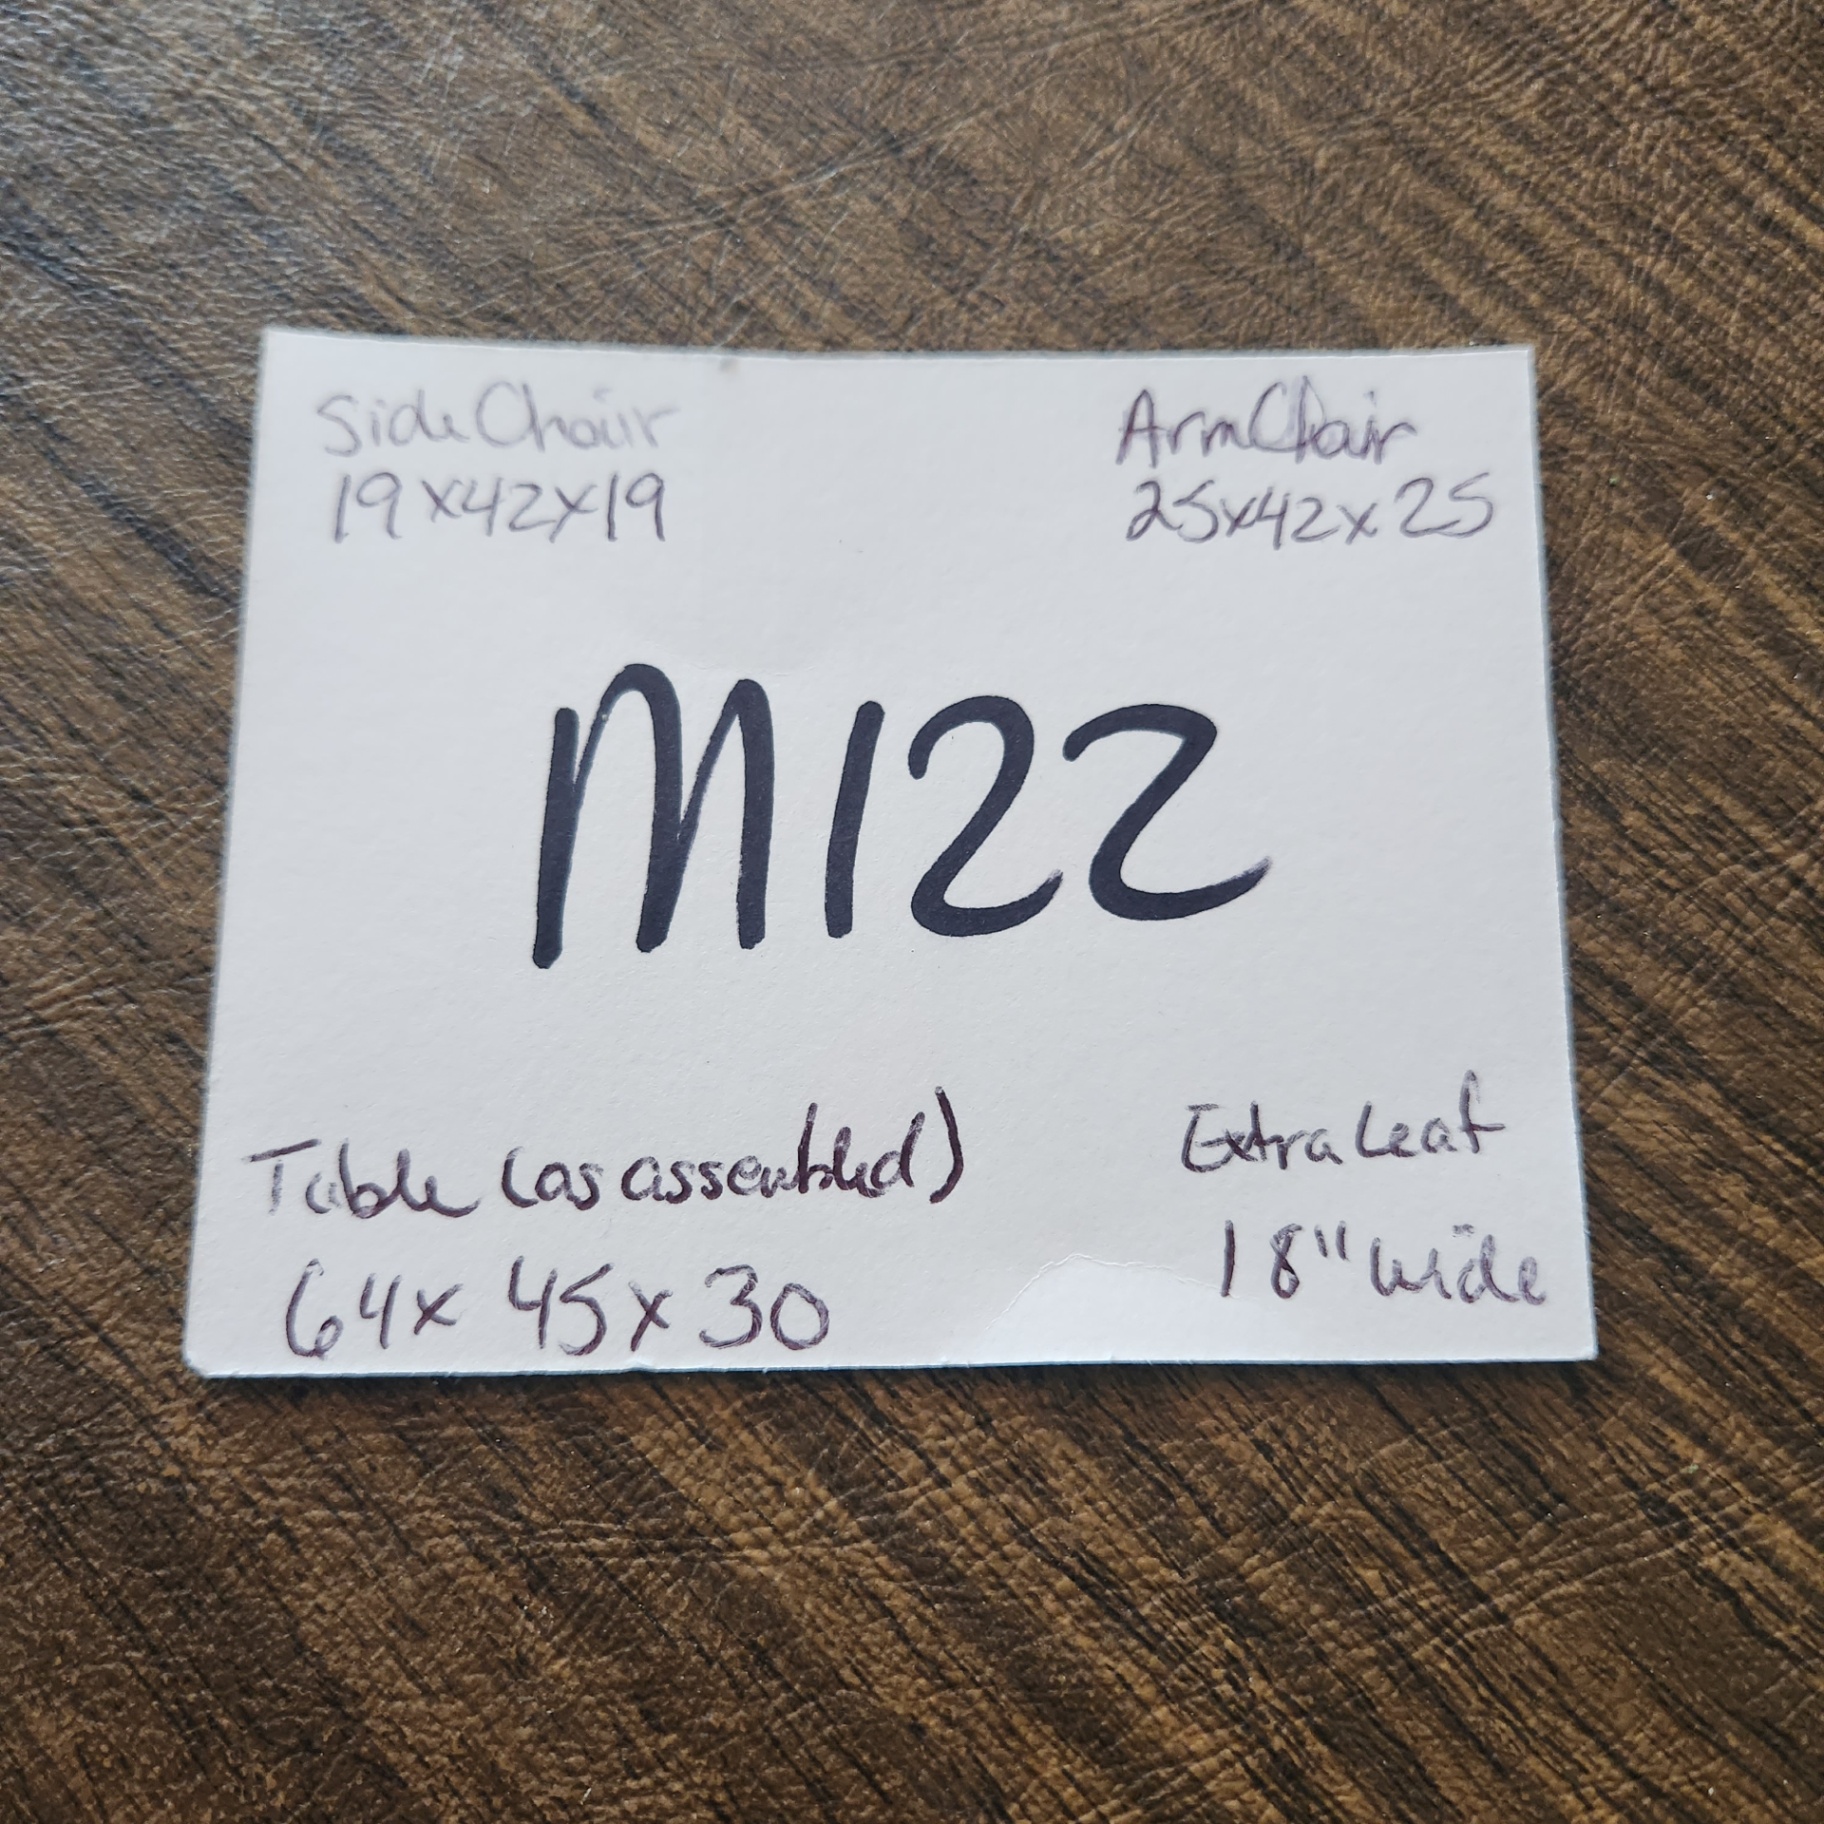 Side Chair
19x42x19
Arm Chair
25x42x25
M122
Table (as assembled)
64x 45x 30
Extra Leaf
18" wide